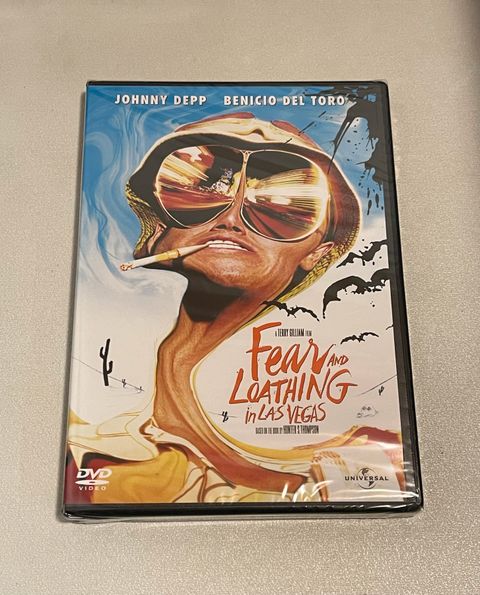 JOHNNY DEPP BENICIO DEL TORO
A TERRY GILLIAM FILM
Fear AND
LOATHING
in LAS VEGAS
BASED ON THE BOOK BY HUNTER S. THOMPSON
DVD
VIDEO
UNIVERSAL